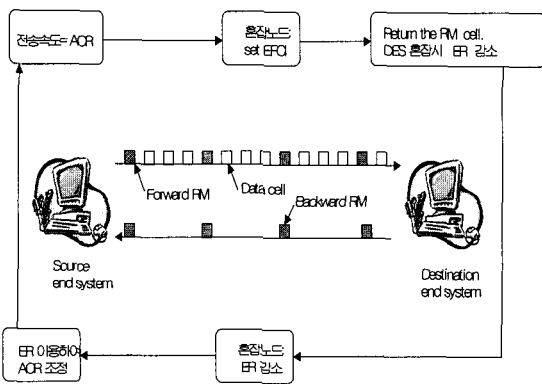 전송속도= ACR
혼잡노드:
set EFCI
Return the RM cell.
DES 혼잡시 ER 감소
Forward RM
Data cell
Backward RM
Source
end system
Destination
end system
ER 이용하여
ACR 조정
혼잡노드:
ER 감소